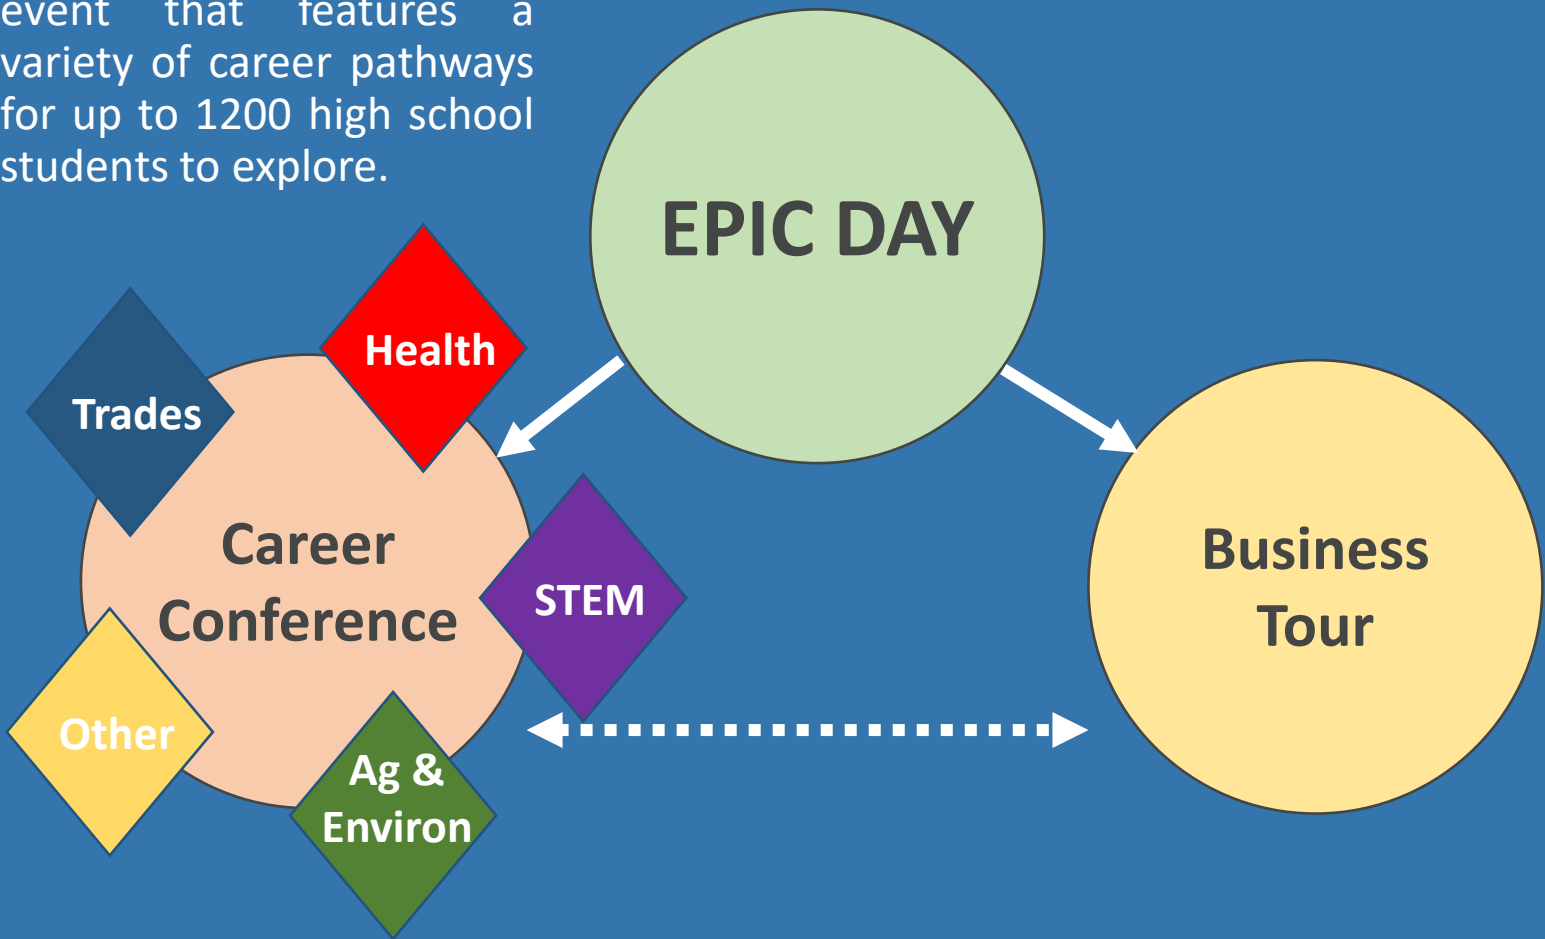 event that features a
variety of career pathways
for up to 1200 high school
students to explore.
EPIC DAY
Health
Trades
Career
Conference
STEM
Business
Tour
Other
Ag &
Environ